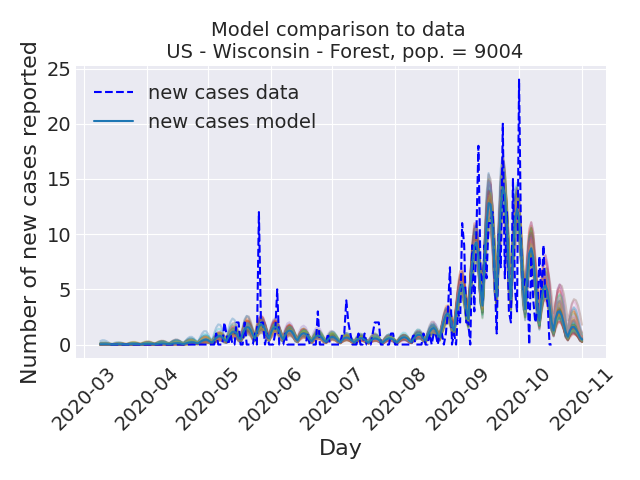 Model comparison to data
US - Wisconsin - Forest, pop. = 9004
Number of new cases reported
25
20
15
10
5
0
new cases data
new cases model
2020-03
2020-04
2020-05
2020-06
2020-07
2020-08
2020-09
2020-10
2020-11
Day